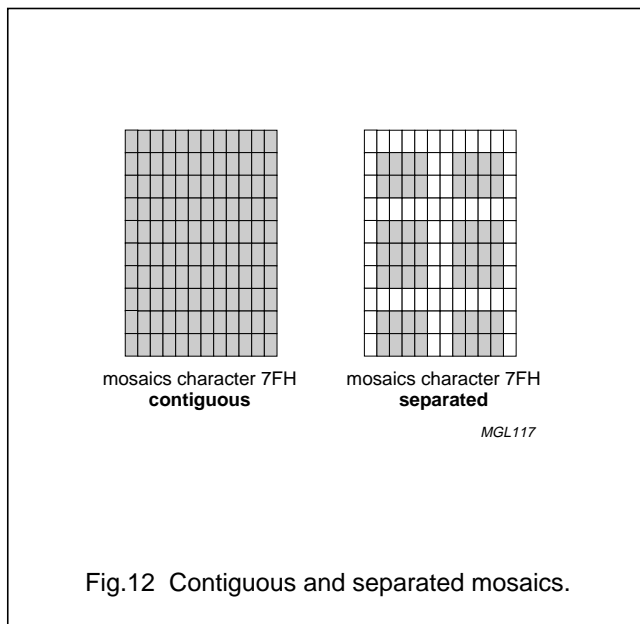 mosaics character 7FH
contiguous
mosaics character 7FH
separated
MGL117
Fig.12 Contiguous and separated mosaics.